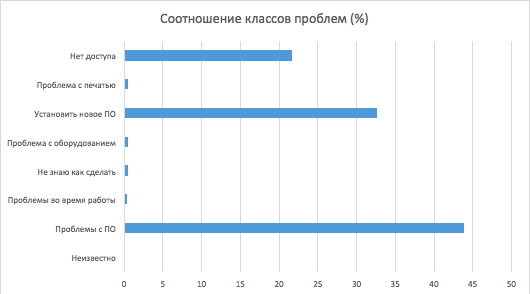 Соотношение классов проблем (%)
Нет доступа
Проблема с печатью
Установить новое ПО
Проблема с оборудованием
Не знаю как сделать
Проблемы во время работы
Проблемы с ПО
Неизвестно
0 5 10 15 20 25 30 35 40 45 50